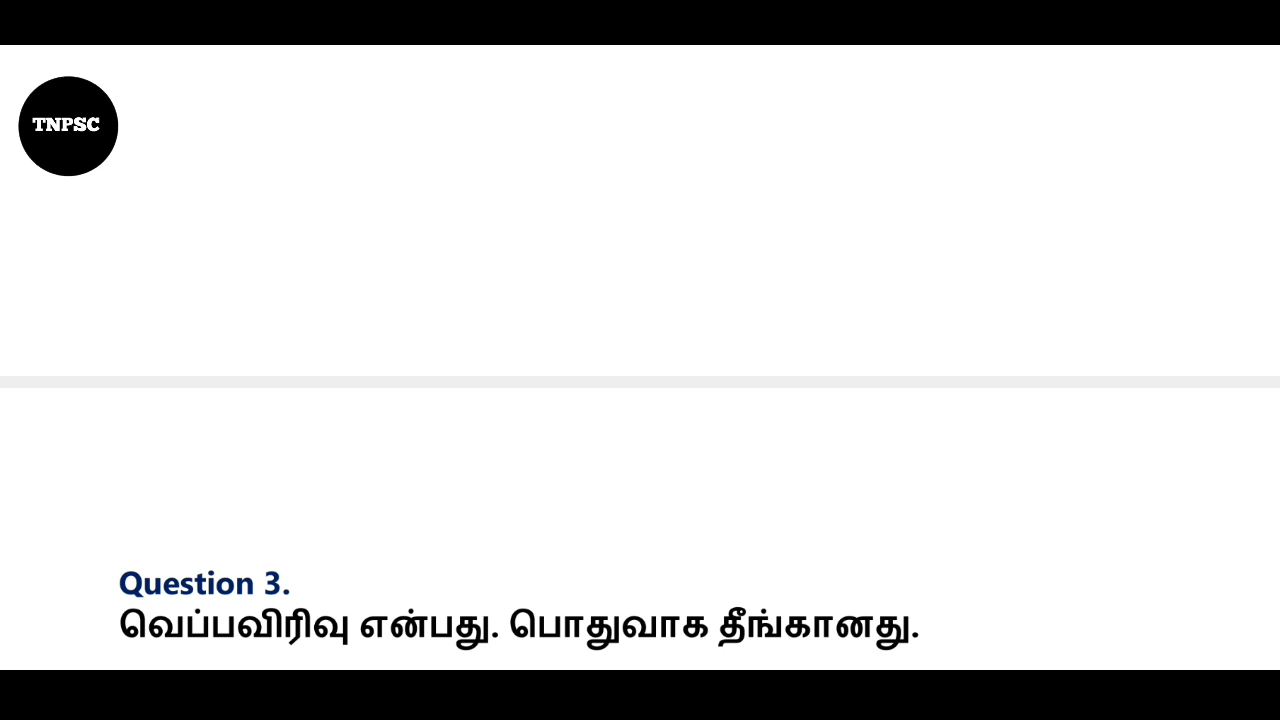 TNPSC
Question 3.
வெப்பவிரிவு என்பது. பொதுவாக தீங்கானது.